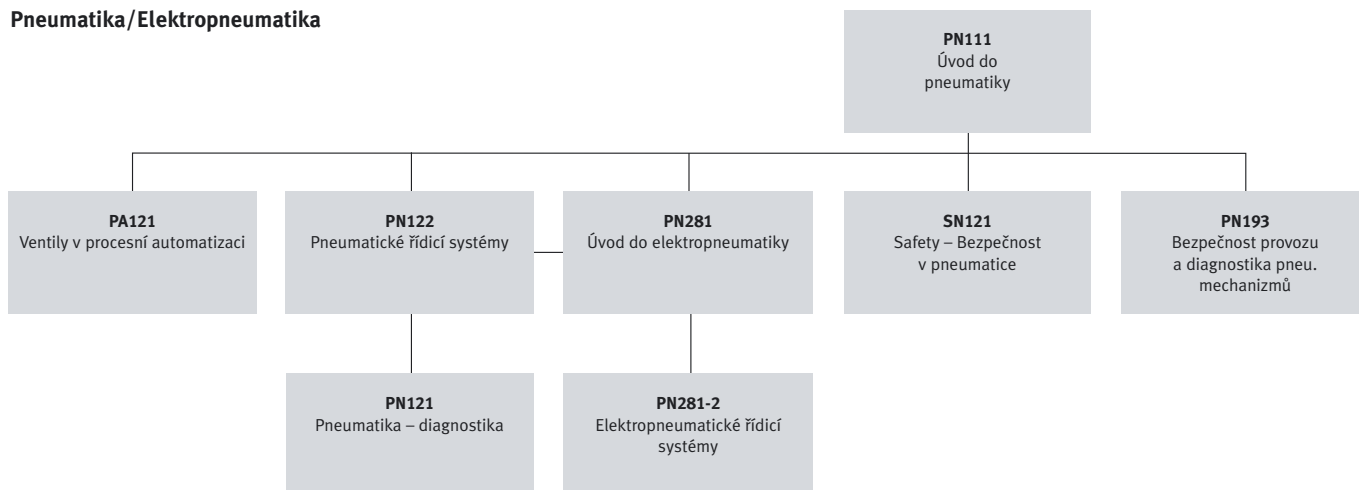 Pneumatika/Elektropneumatika
PN111
Úvod do
pneumatiky
PA121
Ventily v procesní automatizaci
PN122
Pneumatické řídicí systémy
PN281
Úvod do elektropneumatiky
SN121
Safety – Bezpečnost
v pneumatice
PN193
Bezpečnost provozu
a diagnostika pneu.
mechanizmů
PN121
Pneumatika – diagnostika
PN281-2
Elektropneumatické řídicí
systémy